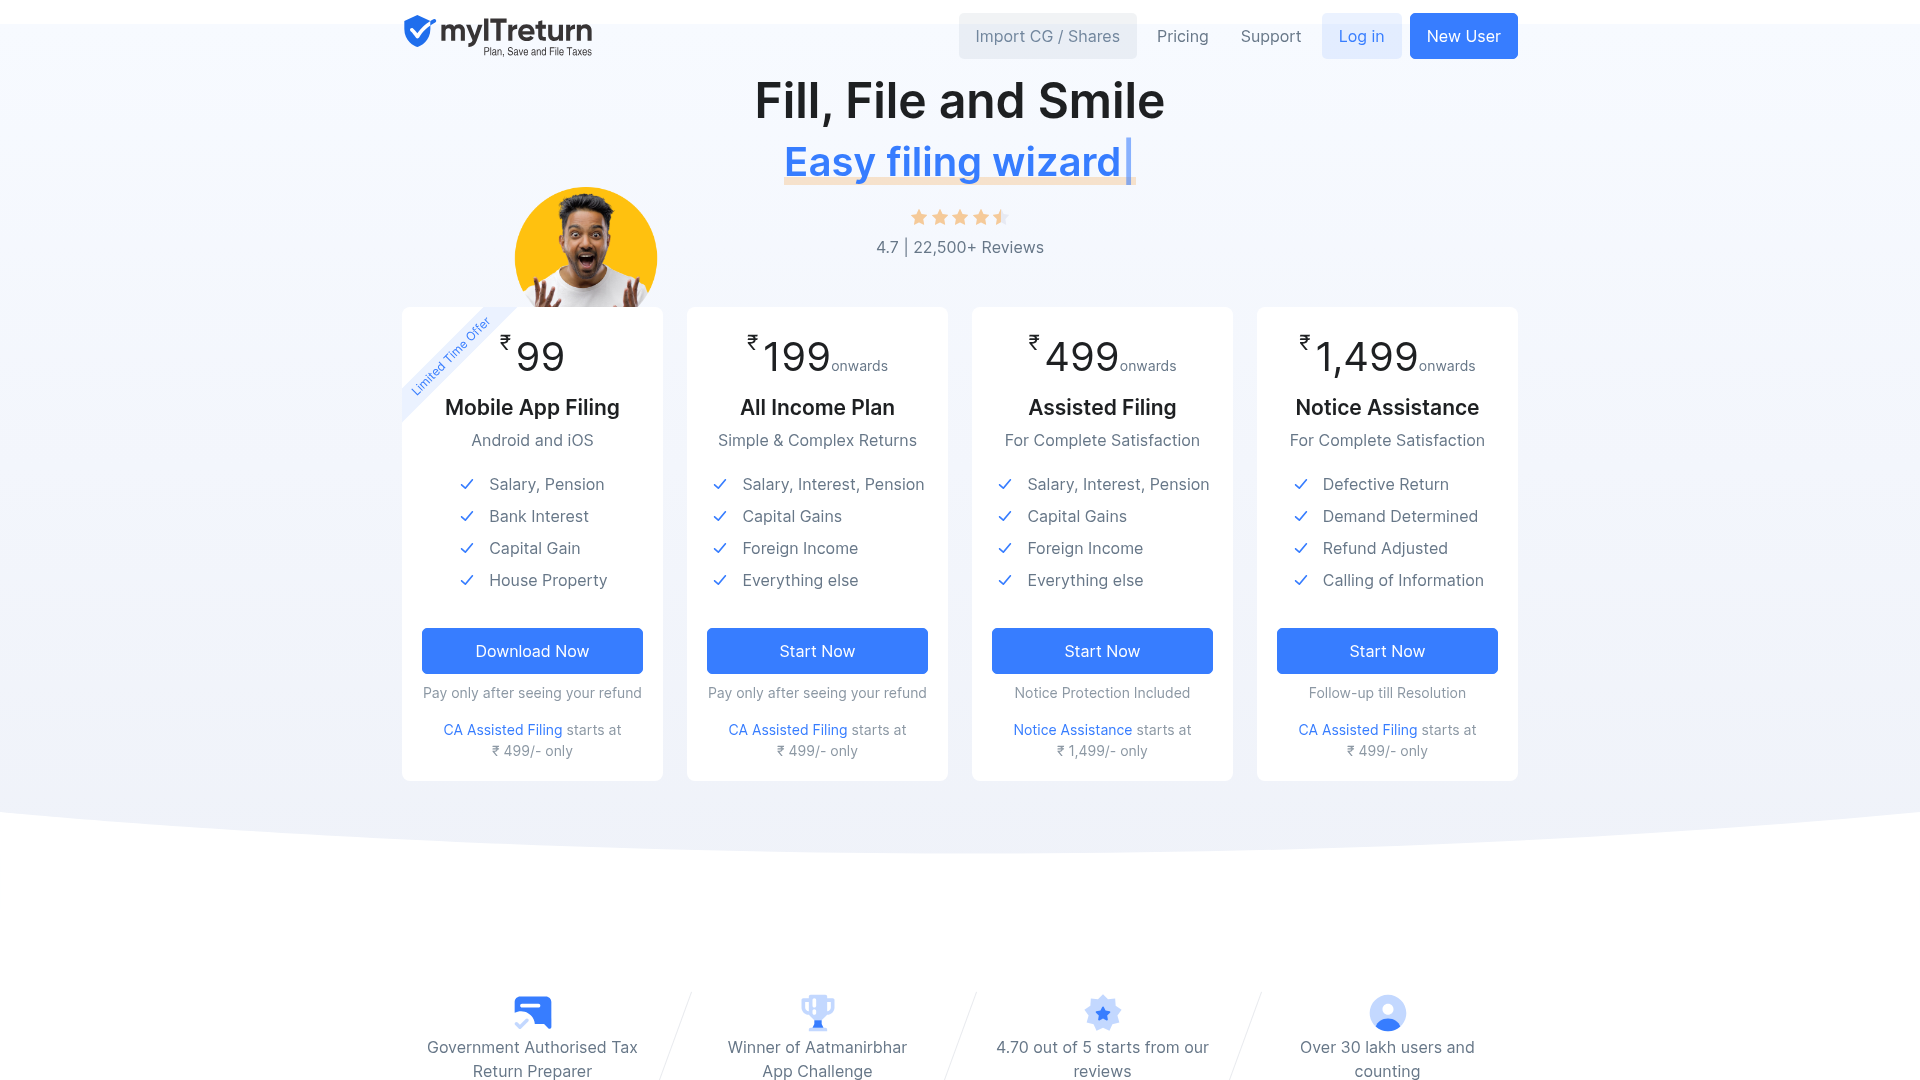 myITreturn
Plan, Save and File Taxes
Import CG / Shares
Pricing
Support
Log in
New User
Fill, File and Smile
Easy filing wizard
4.7 | 22,500+ Reviews
Limited Time Offer
₹ 99
Mobile App Filing
Android and iOS
Salary, Pension
Bank Interest
Capital Gain
House Property
Download Now
Pay only after seeing your refund
CA Assisted Filing starts at
₹ 499/- only
₹ 199onwards
All Income Plan
Simple & Complex Returns
Salary, Interest, Pension
Capital Gains
Foreign Income
Everything else
Start Now
Pay only after seeing your refund
CA Assisted Filing starts at
₹ 499/- only
₹ 499onwards
Assisted Filing
For Complete Satisfaction
Salary, Interest, Pension
Capital Gains
Foreign Income
Everything else
Start Now
Notice Protection Included
Notice Assistance starts at
₹ 1,499/- only
₹ 1,499onwards
Notice Assistance
For Complete Satisfaction
Defective Return
Demand Determined
Refund Adjusted
Calling of Information
Start Now
Follow-up till Resolution
CA Assisted Filing starts at
₹ 499/- only
Government Authorised Tax
Return Preparer
Winner of Aatmanirbhar
App Challenge
4.70 out of 5 starts from our
reviews
Over 30 lakh users and
counting